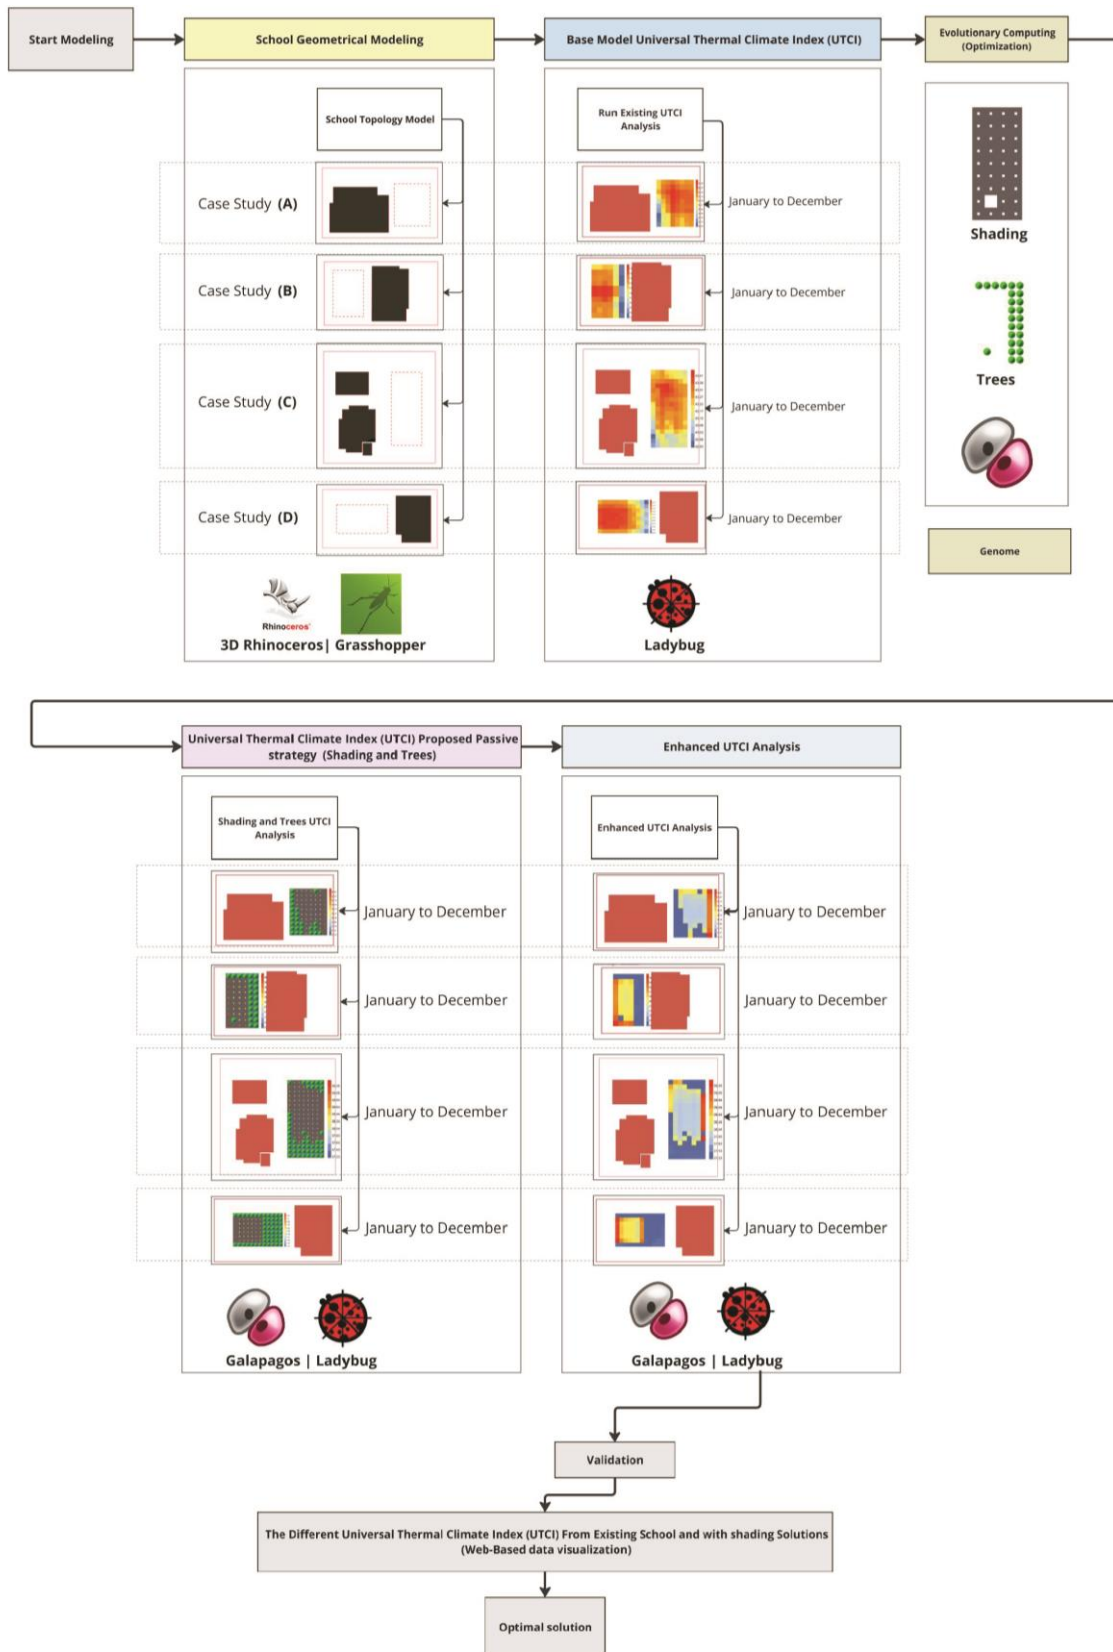 Start Modeling
School Geometrical Modeling
Base Model Universal Thermal Climate Index (UTCI)
Evolutionary Computing
(Optimization)
School Topology Model
Run Existing UTCI
Analysis
Case Study (A)
January to December
Case Study (B)
January to December
Case Study (C)
January to December
Case Study (D)
January to December
Shading
Trees
Genome
Rhinoceros
3D Rhinoceros| Grasshopper
Ladybug
Universal Thermal Climate Index (UTCI) Proposed Passive
strategy (Shading and Trees)
Enhanced UTCI Analysis
Shading and Trees UTCI
Analysis
Enhanced UTCI Analysis
January to December
January to December
January to December
January to December
January to December
January to December
January to December
January to December
Galapagos | Ladybug
Galapagos | Ladybug
Validation
The Different Universal Thermal Climate Index (UTCI) From Existing School and with shading Solutions
(Web-Based data visualization)
Optimal solution